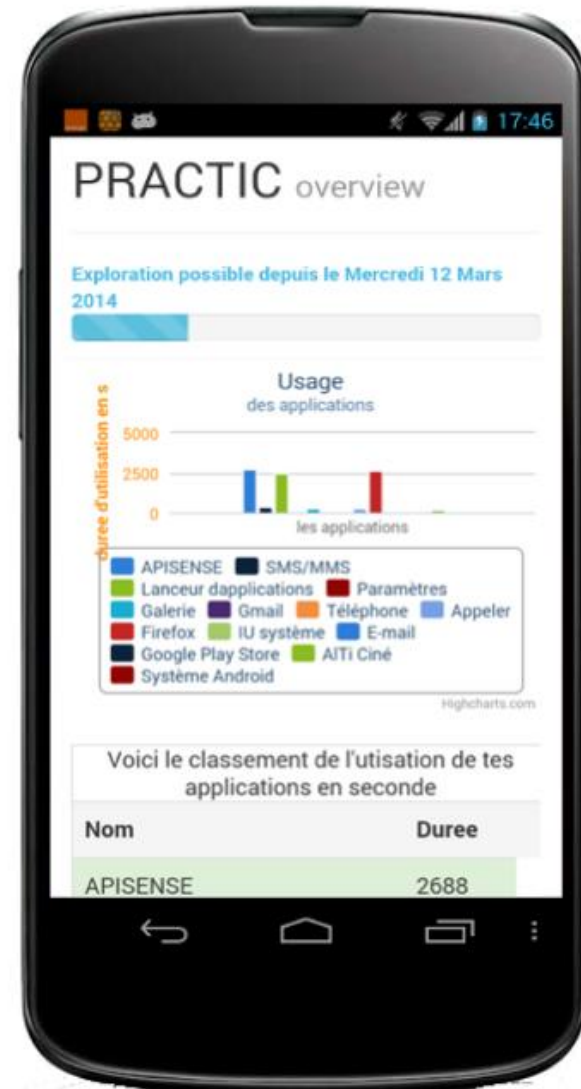 17:46
PRACTIC overview
Exploration possible depuis le Mercredi 12 Mars
2014
Usage
des applications
duree d'utilisation en s
5000
2500
0
les applications
APISENSE SMS/MMS
Lanceur dapplications Paramètres
Galerie Gmail Téléphone Appeler
Firefox IU système E-mail
Google Play Store AlTi Ciné
Système Android
Highcharts.com
Voici le classement de l'utisation de tes
applications en seconde
Nom Duree
APISENSE 2688